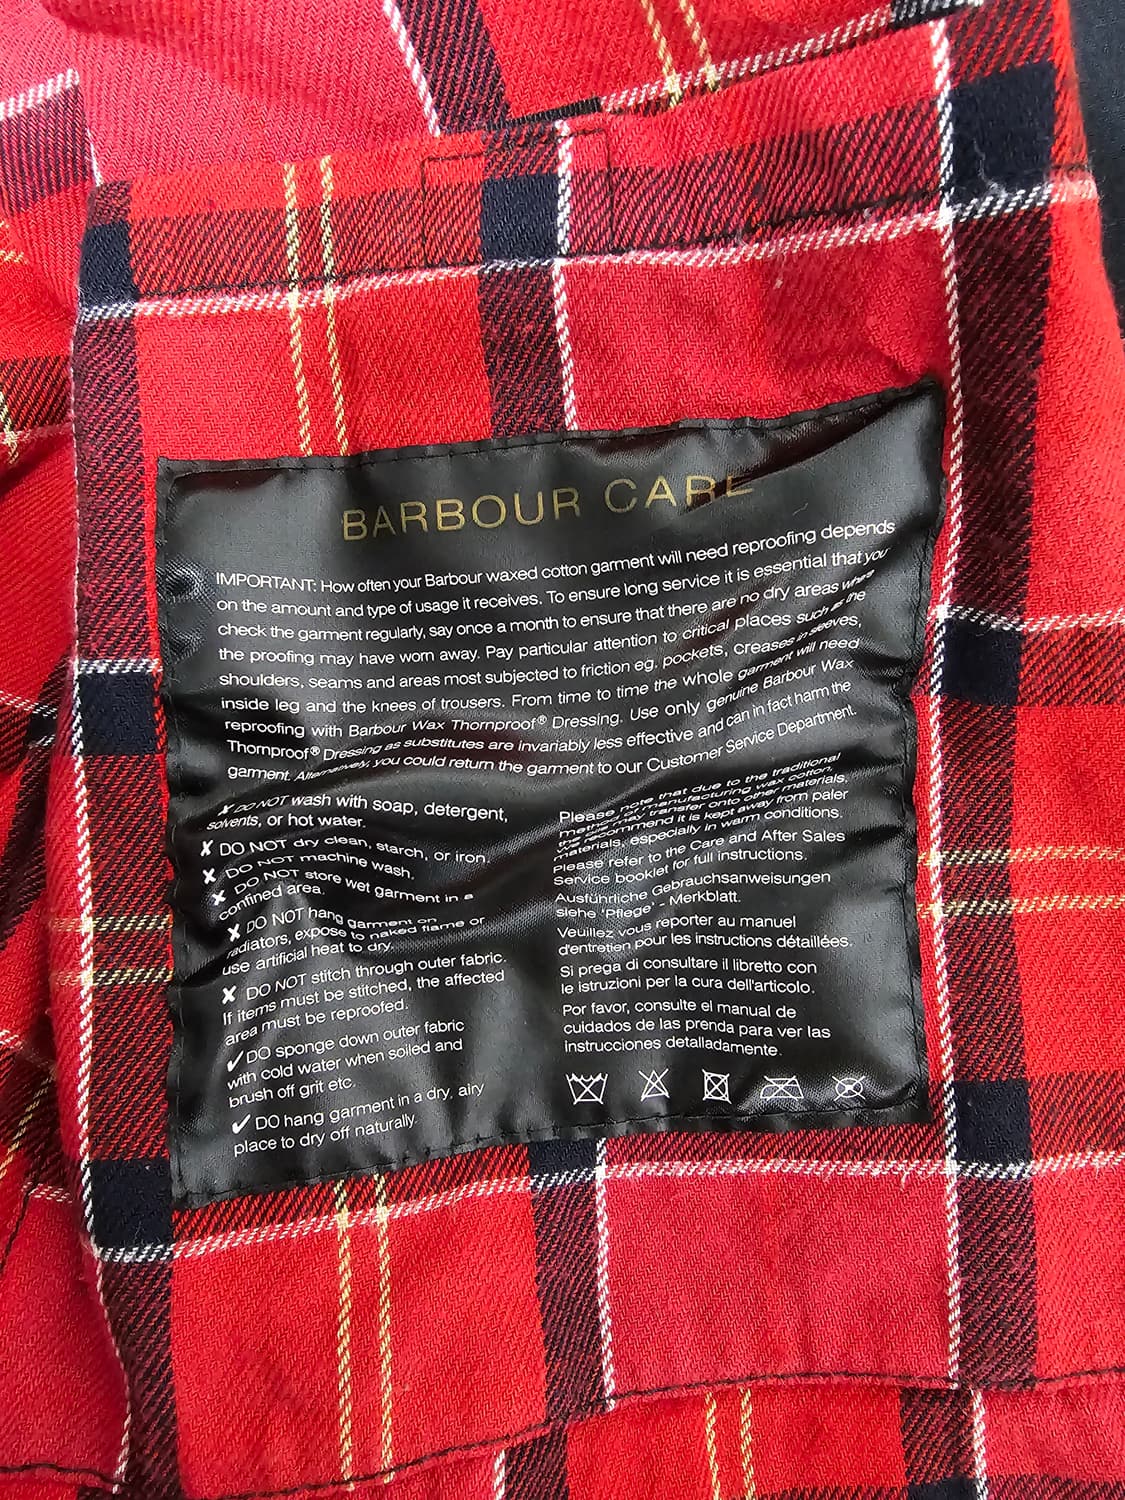 BARBOUR CARE
IMPORTANT: How often your Barbour waxed cotton garment will need reproofing depends
on the amount and type of usage it receives. To ensure long service it is essential that you
check the garment regularly, say once a month to ensure that there are no dry areas where
the proofing may have worn away. Pay particular attention to critical places such as the
shoulders, seams and areas most subjected to friction eg. pockets, creases in sleeves,
inside leg and the knees of trousers. From time to time the whole garment will need
reproofing with Barbour Wax Thornproof® Dressing. Use only genuine Barbour Wax
Thornproof® Dressing as substitutes are invariably less effective and can in fact harm the
garment. Alternatively, you could return the garment to our Customer Service Department.
✗ DO NOT wash with soap, detergent,
solvents, or hot water.
✗ DO NOT dry clean, starch, or iron.
✗ DO NOT machine wash.
✗ DO NOT store wet garment in a
confined area.
✗ DO NOT hang garment on
radiators, expose to naked flame or
use artificial heat to dry.
✗ DO NOT stitch through outer fabric.
If items must be stitched, the affected
area must be reproofed.
✓ DO sponge down outer fabric
with cold water when soiled and
brush off grit etc.
✓ DO hang garment in a dry, airy
place to dry off naturally.
Please note that due to the traditional
method of manufacturing wax cotton,
the wax may transfer onto other materials.
We recommend it is kept away from paler
materials, especially in warm conditions.
Please refer to the Care and After Sales
Service booklet for full instructions.
Ausführliche Gebrauchsanweisungen
siehe 'Pflege' - Merkblatt.
Veuillez vous reporter au manuel
d'entretien pour les instructions détaillées.
Si prega di consultare il libretto con
le istruzioni per la cura dell'articolo.
Por favor, consulte el manual de
cuidados de las prenda para ver las
instrucciones detalladamente.